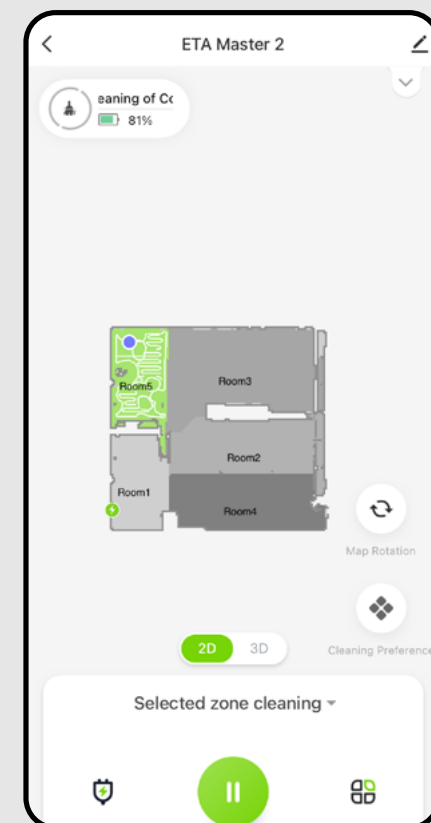 ETA Master 2
eaning of Co
81%
Room5
Room3
Room2
Room1
Room4
Map Rotation
2D 3D
Cleaning Preference
Selected zone cleaning